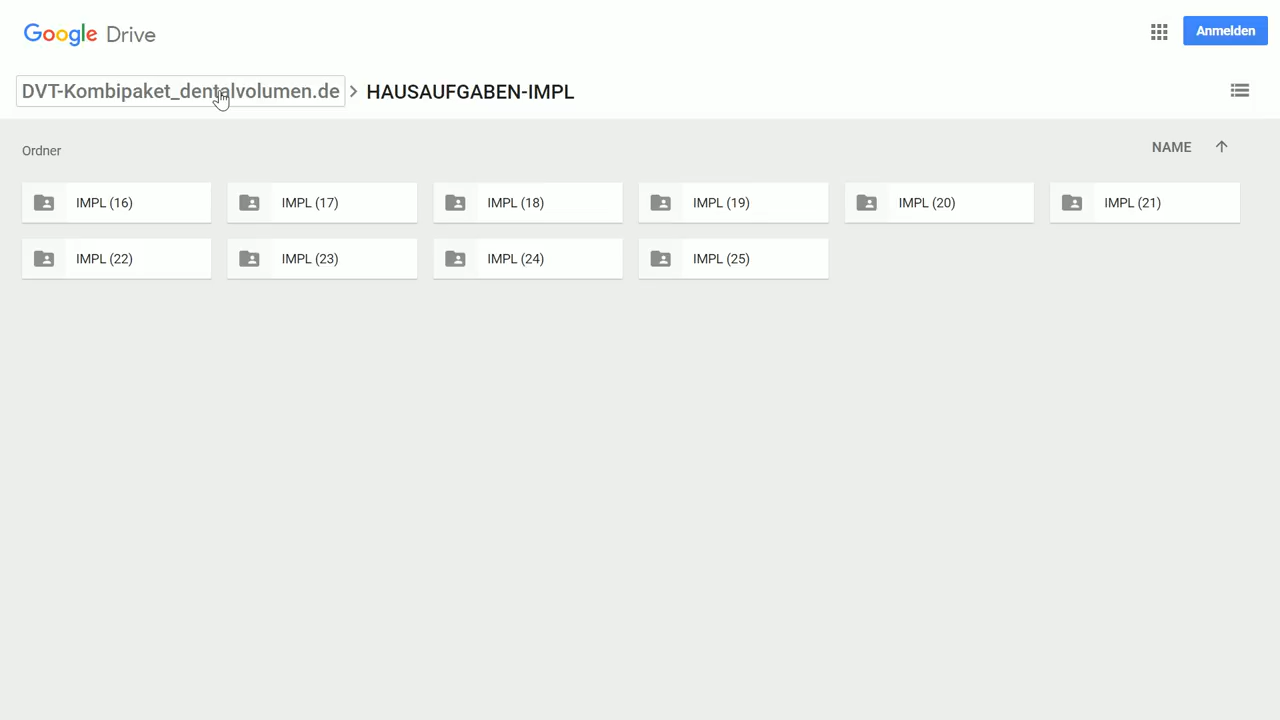 Google Drive
Anmelden
DVT-Kombipaket_dentalvolumen.de > HAUSAUFGABEN-IMPL
Ordner
NAME
IMPL (16)
IMPL (17)
IMPL (18)
IMPL (19)
IMPL (20)
IMPL (21)
IMPL (22)
IMPL (23)
IMPL (24)
IMPL (25)